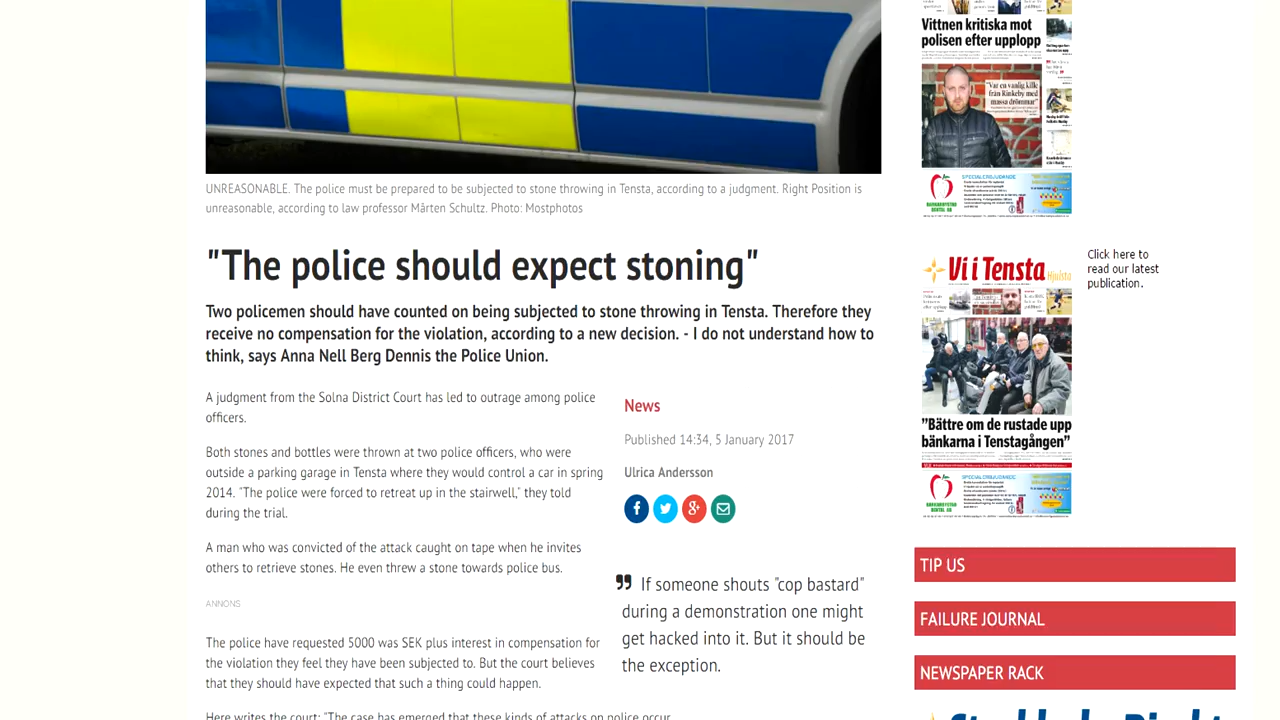 UNREASONABLE: Police must be prepared to be subjected to stone throwing in Tensta, according to a judgment. Right Position is
unreasonable, according to law professor Mårten Schultz. Photo: Mostphotos
"The police should expect stoning"
Two policemen should have counted on being subjected to stone throwing in Tensta. Therefore they
receive no compensation for the violation, according to a new decision. - I do not understand how to
think, says Anna Nell Berg Dennis the Police Union.
A judgment from the Solna District Court has led to outrage among police
officers.
Both stones and bottles were thrown at two police officers, who were
outside a restaurant in Tensta where they would control a car in spring
2014. "The police were forced to retreat up in the stairwell," they told
during the trial.
A man who was convicted of the attack caught on tape when he invites
others to retrieve stones. He even threw a stone towards police bus.
ANNONS
The police have requested 5000 was SEK plus interest in compensation for
the violation they feel they have been subjected to. But the court believes
that they should have expected that such a thing could happen.
Here writes the court: "The case has emerged that these kinds of attacks on police occur
News
Published 14:34, 5 January 2017
Ulrica Andersson
If someone shouts "cop bastard"
during a demonstration one might
get hacked into it. But it should be
the exception.
Vittnen kritiska mot
polisen efter upplopp
"Var en vanlig kille
från Rinkeby med
massa drömmar"
SPECIALERBJUDANDE
Vi i Tensta Hjulsta
Click here to
read our latest
publication.
"Bättre om de rustade upp
bänkarna i Tenstagången"
SPECIALERBJUDANDE
TIP US
FAILURE JOURNAL
NEWSPAPER RACK